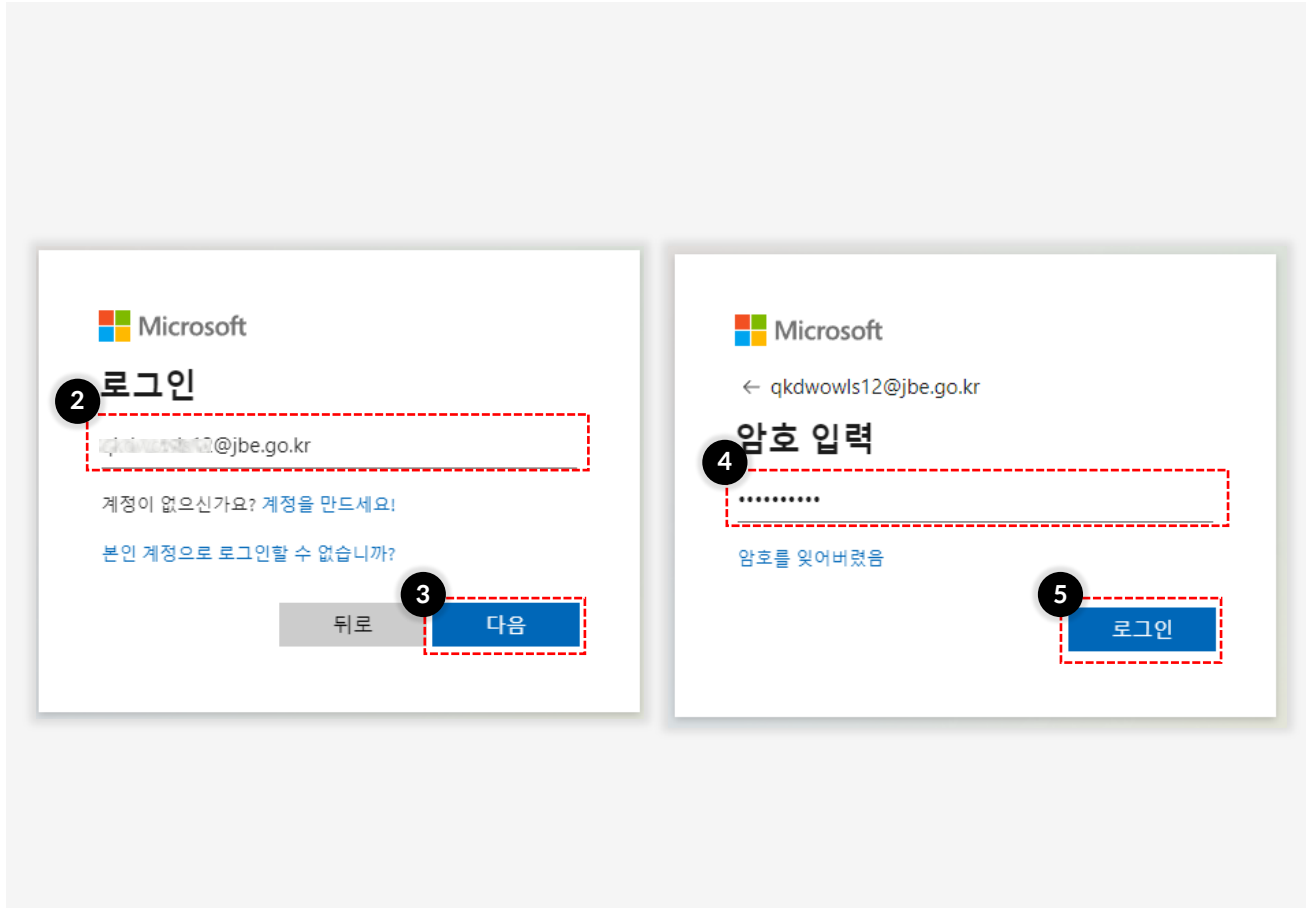 Microsoft
로그인
2
@jbe.go.kr
계정이 없으신가요? 계정을 만드세요!
본인 계정으로 로그인할 수 없습니까?
3
뒤로
다음
Microsoft
← qkdwowls12@jbe.go.kr
암호 입력
4
••••••••••
암호를 잊어버렸음
5
로그인